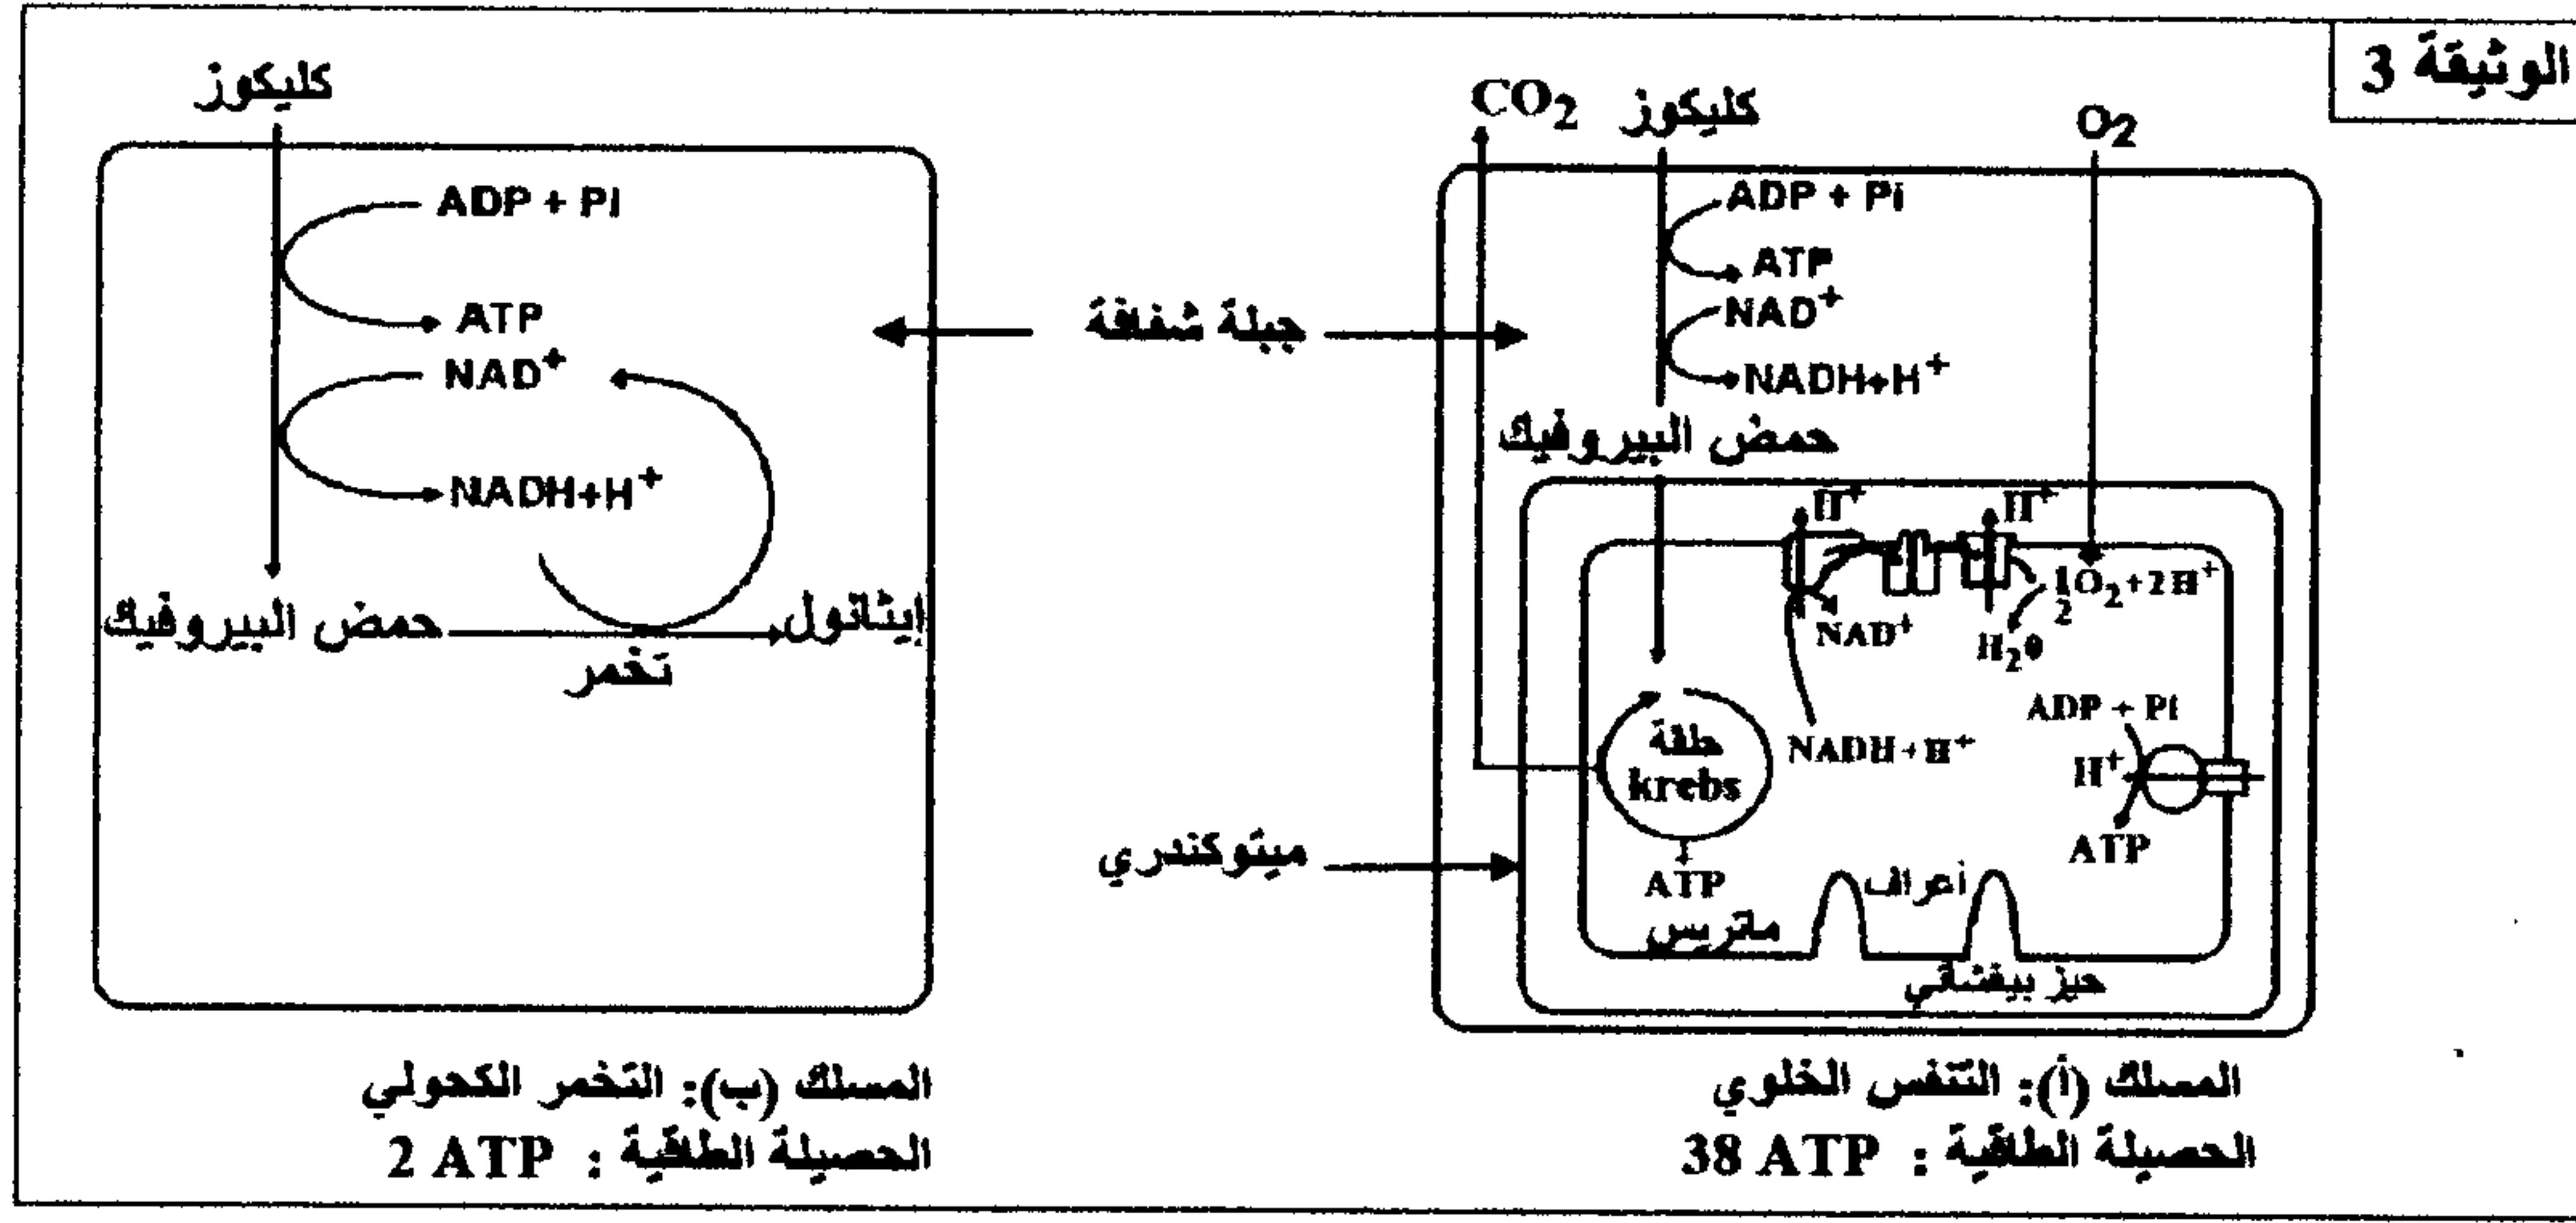 الوثيقة 3
O2
كليكوز
CO2
ADP + Pi
ATP
NAD+
NADH+H+
حمض البيروفيك
H+
H+
1/2 O2 + 2H+
NAD+
H2O
حلقة
krebs
NADH + H+
ADP + Pi
H+
ATP
ATP
أعراف
ماتريس
حيز بيغشائي
المسلك (أ): التنفس الخلوي
الحصيلة الطاقية : 38 ATP
جبلة شفافة
ميتوكندري
كليكوز
ADP + Pi
ATP
NAD+
NADH+H+
حمض البيروفيك
إيثانول
تخمر
المسلك (ب): التخمر الكحولي
الحصيلة الطاقية : 2 ATP